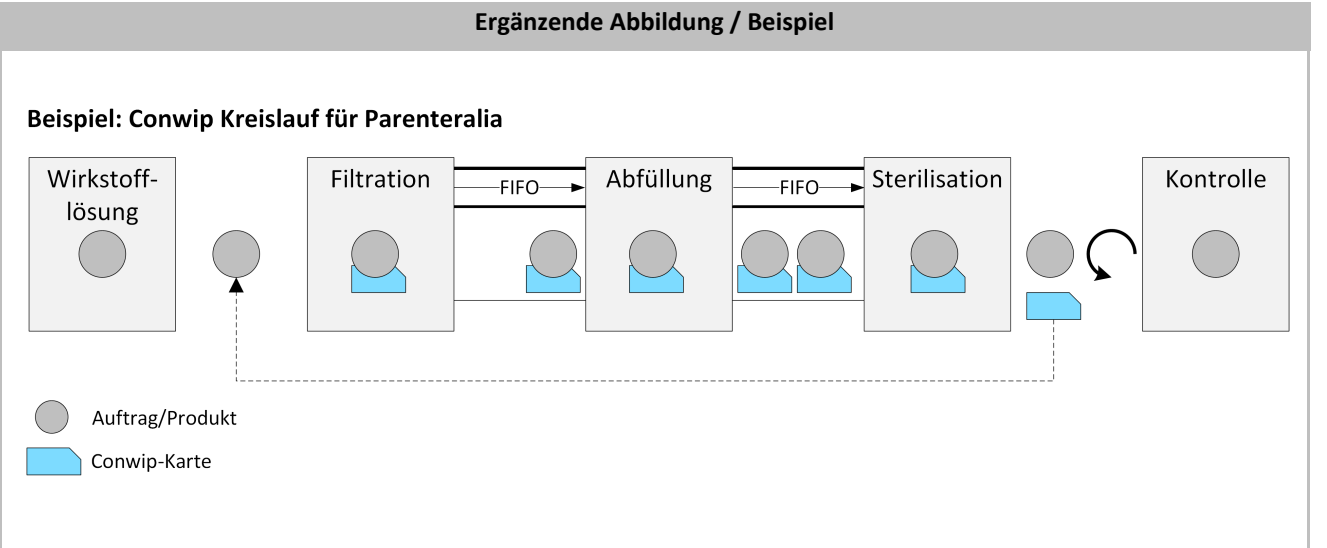 Ergänzende Abbildung / Beispiel
Beispiel: Conwip Kreislauf für Parenteralia
Wirkstoff-
lösung
Filtration
FIFO
Abfüllung
FIFO
Sterilisation
Kontrolle
Auftrag/Produkt
Conwip-Karte